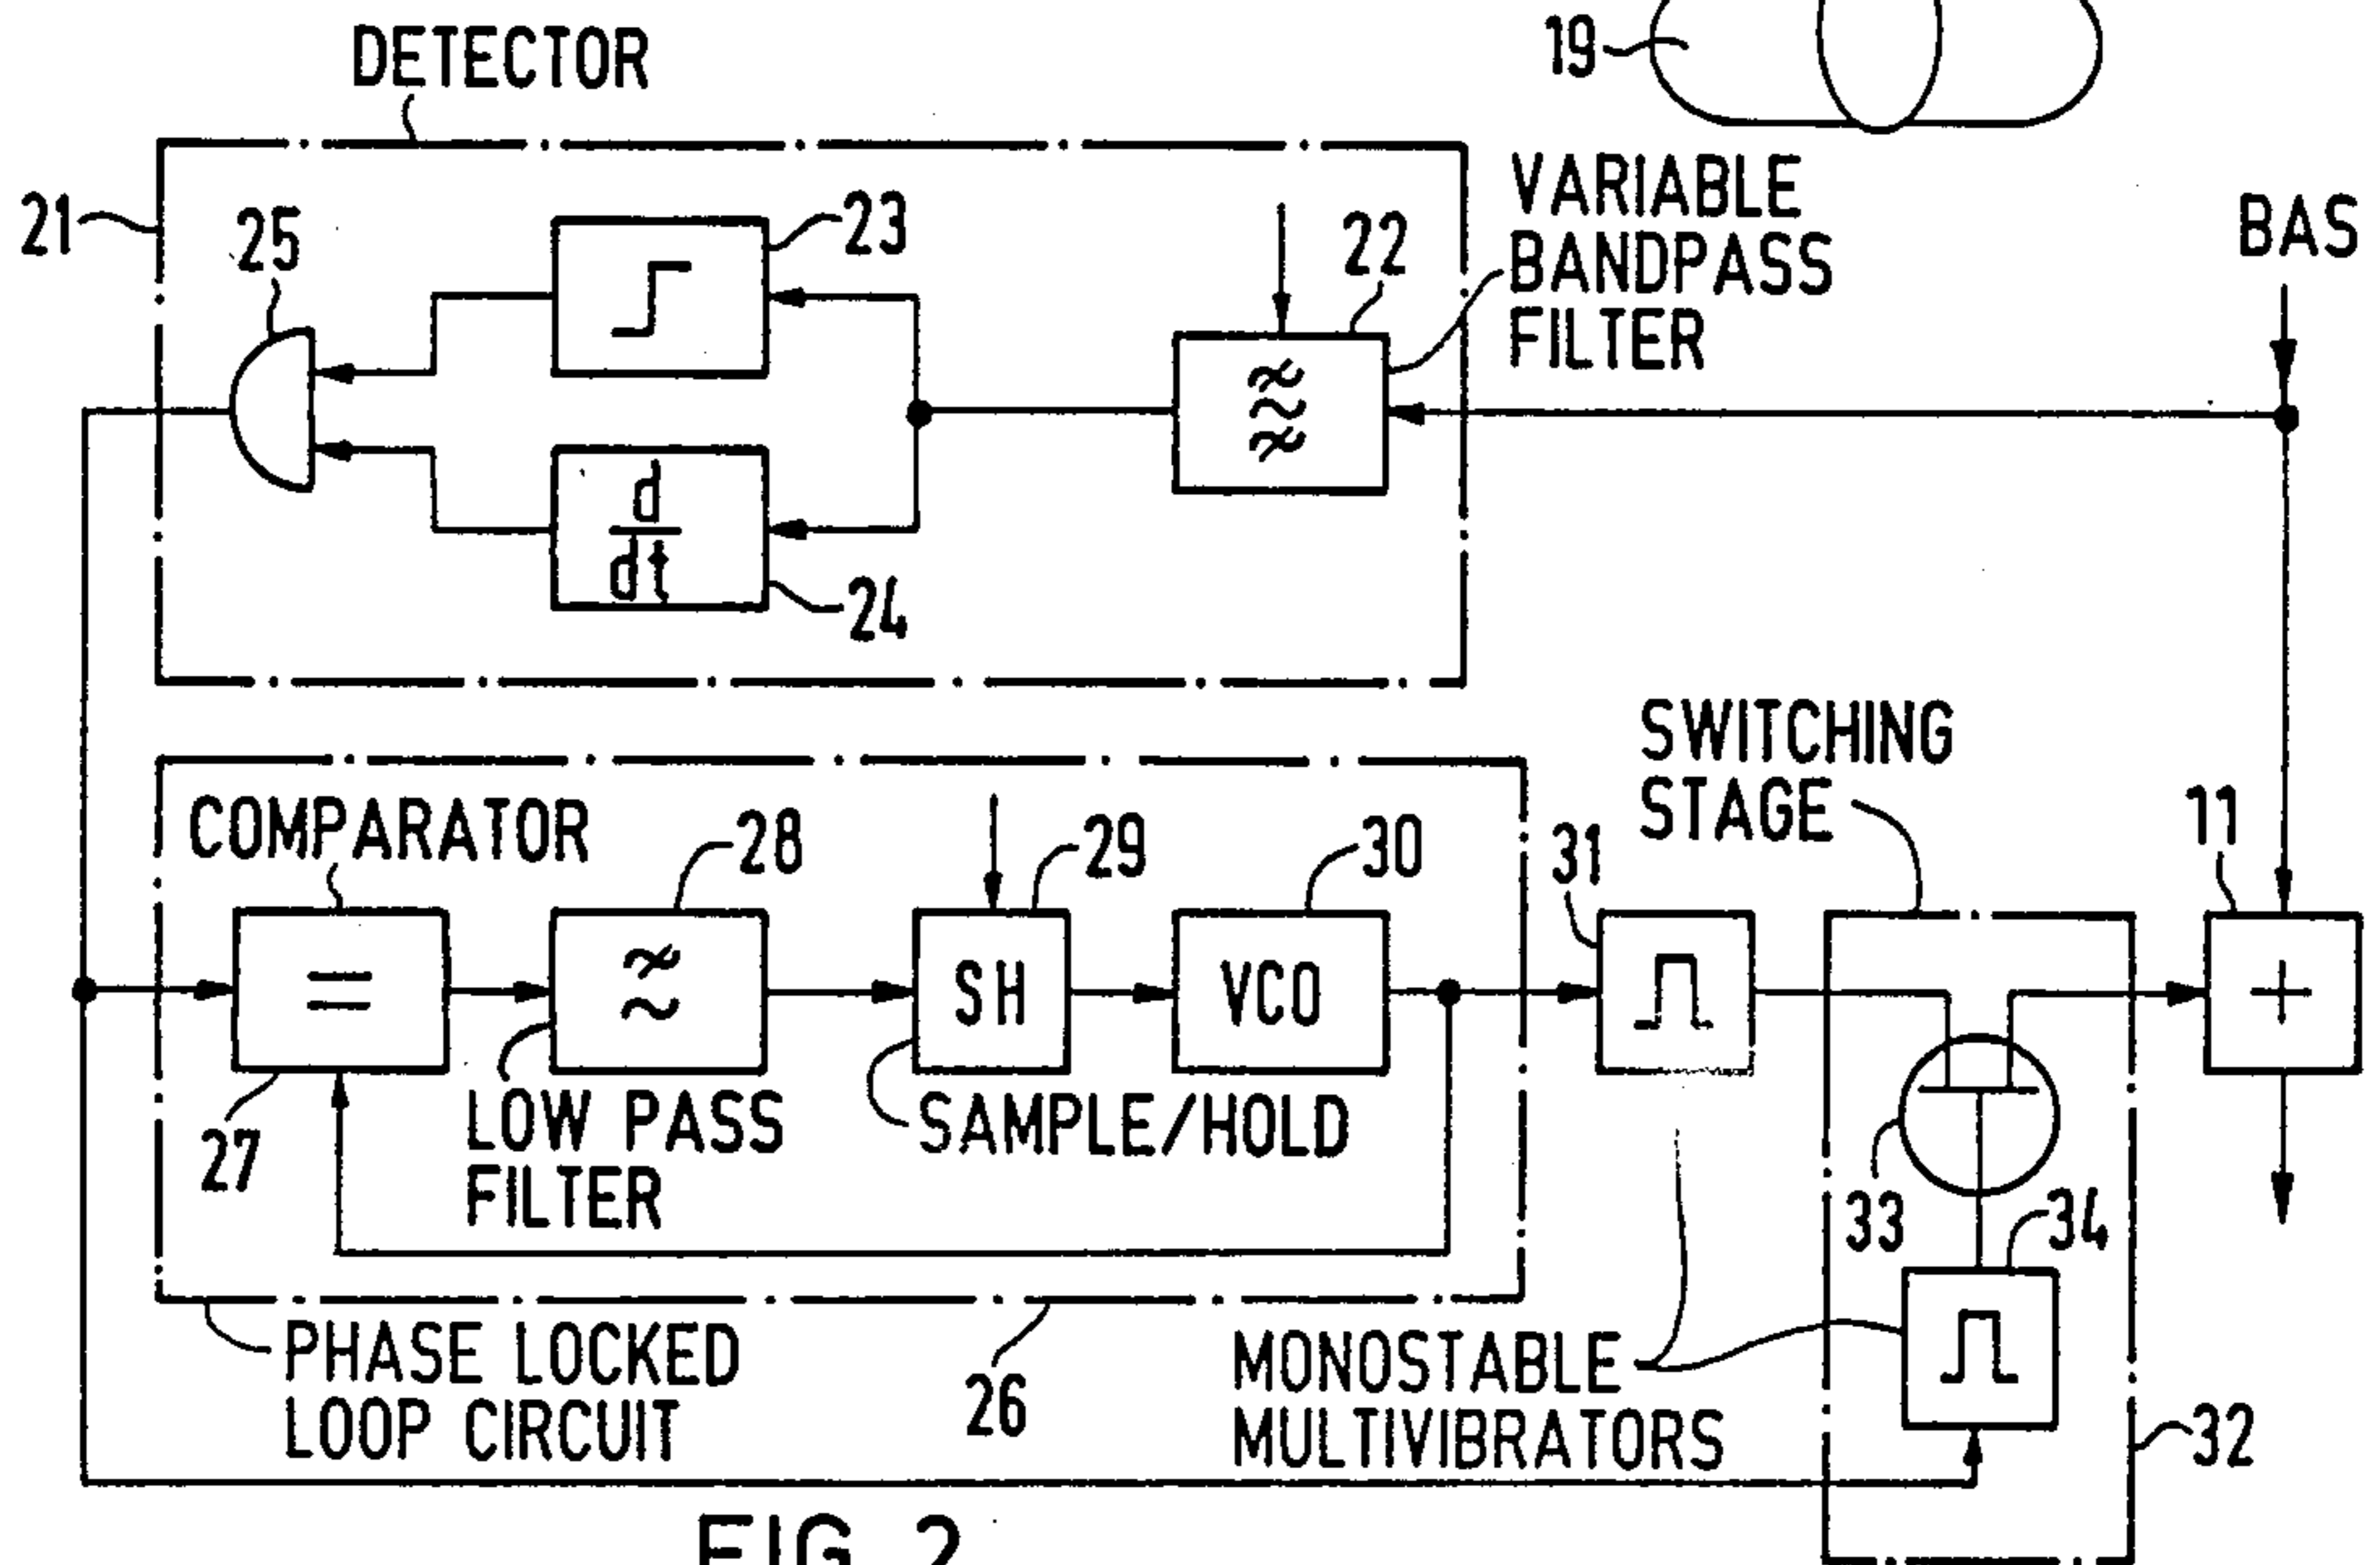 DETECTOR
19
21
25
23
22
VARIABLE
BANDPASS
FILTER
BAS
d
dt
24
SWITCHING
STAGE
COMPARATOR
28
29
30
31
11
=
SH
VCO
+
27
LOW PASS
FILTER
SAMPLE/HOLD
33
34
PHASE LOCKED
LOOP CIRCUIT
26
MONOSTABLE
MULTIVIBRATORS
32
FIG. 2